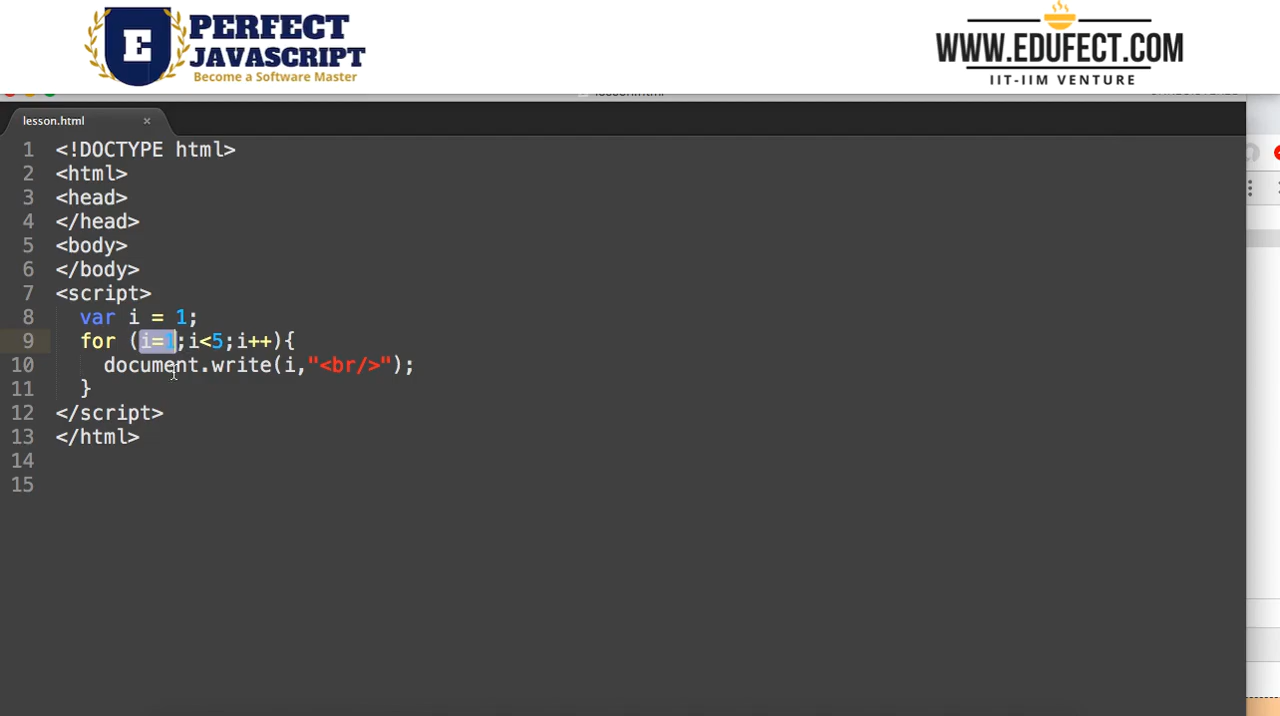 E
PERFECT
JAVASCRIPT
Become a Software Master
WWW.EDUFECT.COM
IIT-IIM VENTURE
lesson.html
1 <!DOCTYPE html>
2 <html>
3 <head>
4 </head>
5 <body>
6 </body>
7 <script>
8 var i = 1;
9 for (i=1;i<5;i++){
10 document.write(i,"<br/>");
11 }
12 </script>
13 </html>
14
15